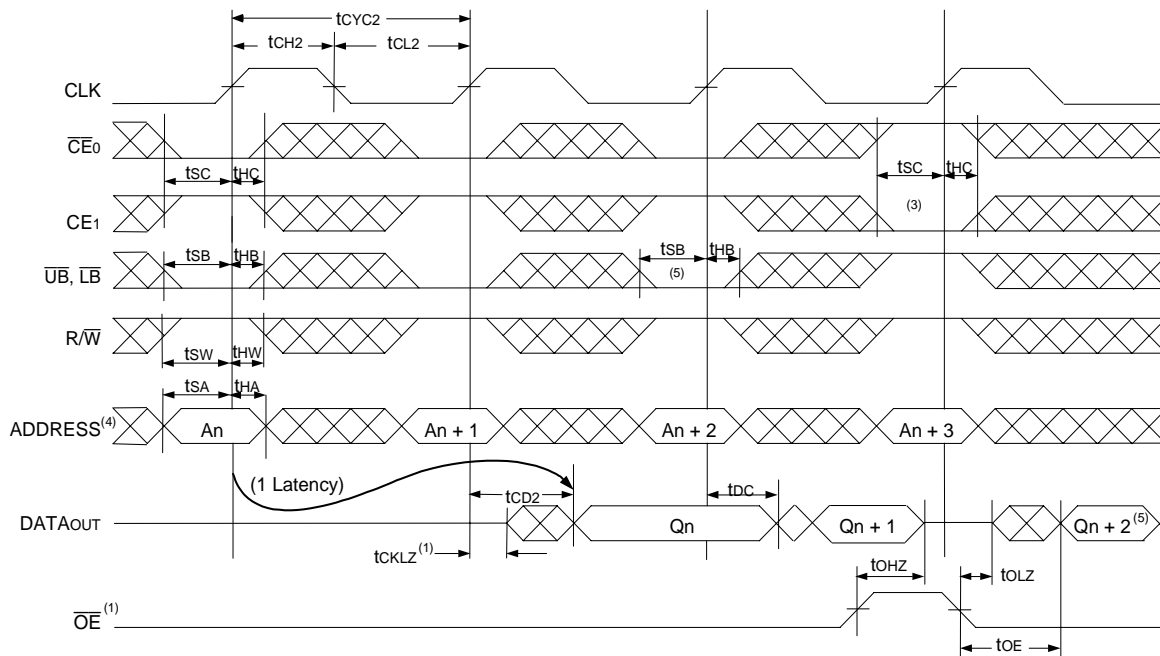 tCYC2
tCH2 tCL2
CLK
CE0
tSC tHC tSC tHC
CE1 (3)
tSB tHB tSB tHB
UB, LB (5)
R/W
tSW tHW
tSA tHA
ADDRESS(4) An An + 1 An + 2 An + 3
(1 Latency) tCD2 tDC
DATAOUT Qn Qn + 1 Qn + 2(5)
tCKLZ(1) tOHZ tOLZ
OE(1)
tOE